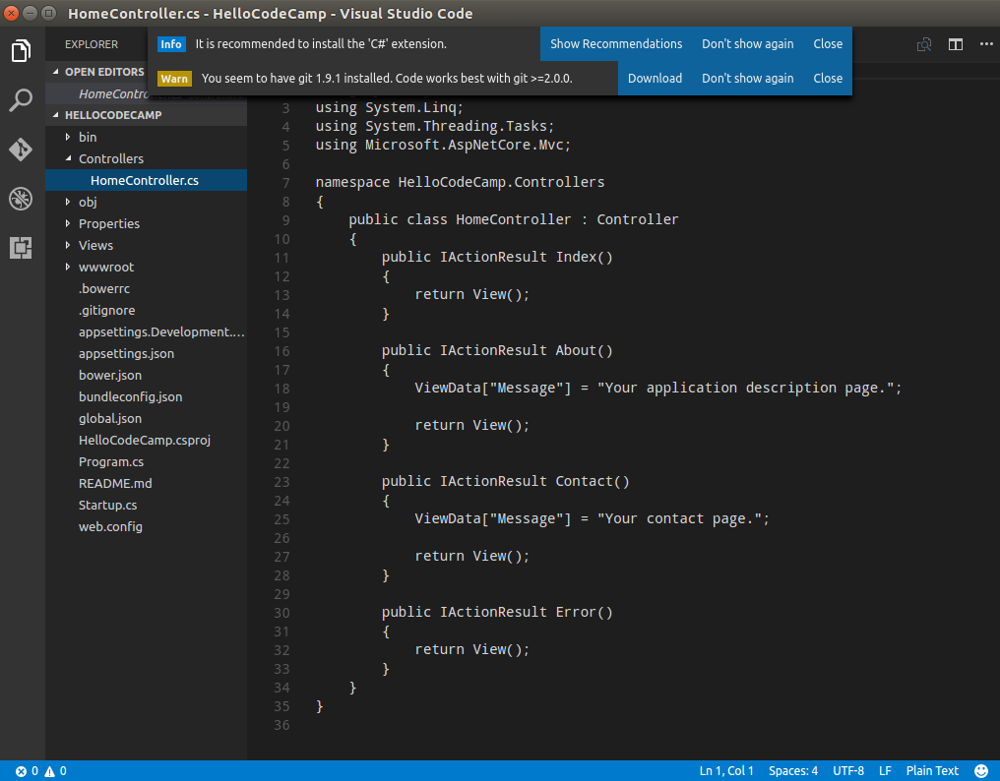 HomeController.cs - HelloCodeCamp - Visual Studio Code
EXPLORER
Info It is recommended to install the 'C#' extension. Show Recommendations Don't show again Close
Warn You seem to have git 1.9.1 installed. Code works best with git >=2.0.0. Download Don't show again Close
OPEN EDITORS
HELLOCODECAMP
bin
Controllers
HomeController.cs
obj
Properties
Views
wwwroot
.bowerrc
.gitignore
appsettings.Development....
appsettings.json
bower.json
bundleconfig.json
global.json
HelloCodeCamp.csproj
Program.cs
README.md
Startup.cs
web.config
3 using System.Linq;
4 using System.Threading.Tasks;
5 using Microsoft.AspNetCore.Mvc;
6
7 namespace HelloCodeCamp.Controllers
8 {
9     public class HomeController : Controller
10     {
11         public IActionResult Index()
12         {
13             return View();
14         }
15
16         public IActionResult About()
17         {
18             ViewData["Message"] = "Your application description page.";
19
20             return View();
21         }
22
23         public IActionResult Contact()
24         {
25             ViewData["Message"] = "Your contact page.";
26
27             return View();
28         }
29
30         public IActionResult Error()
31         {
32             return View();
33         }
34     }
35 }
36
0 0 Ln 1, Col 1 Spaces: 4 UTF-8 LF Plain Text